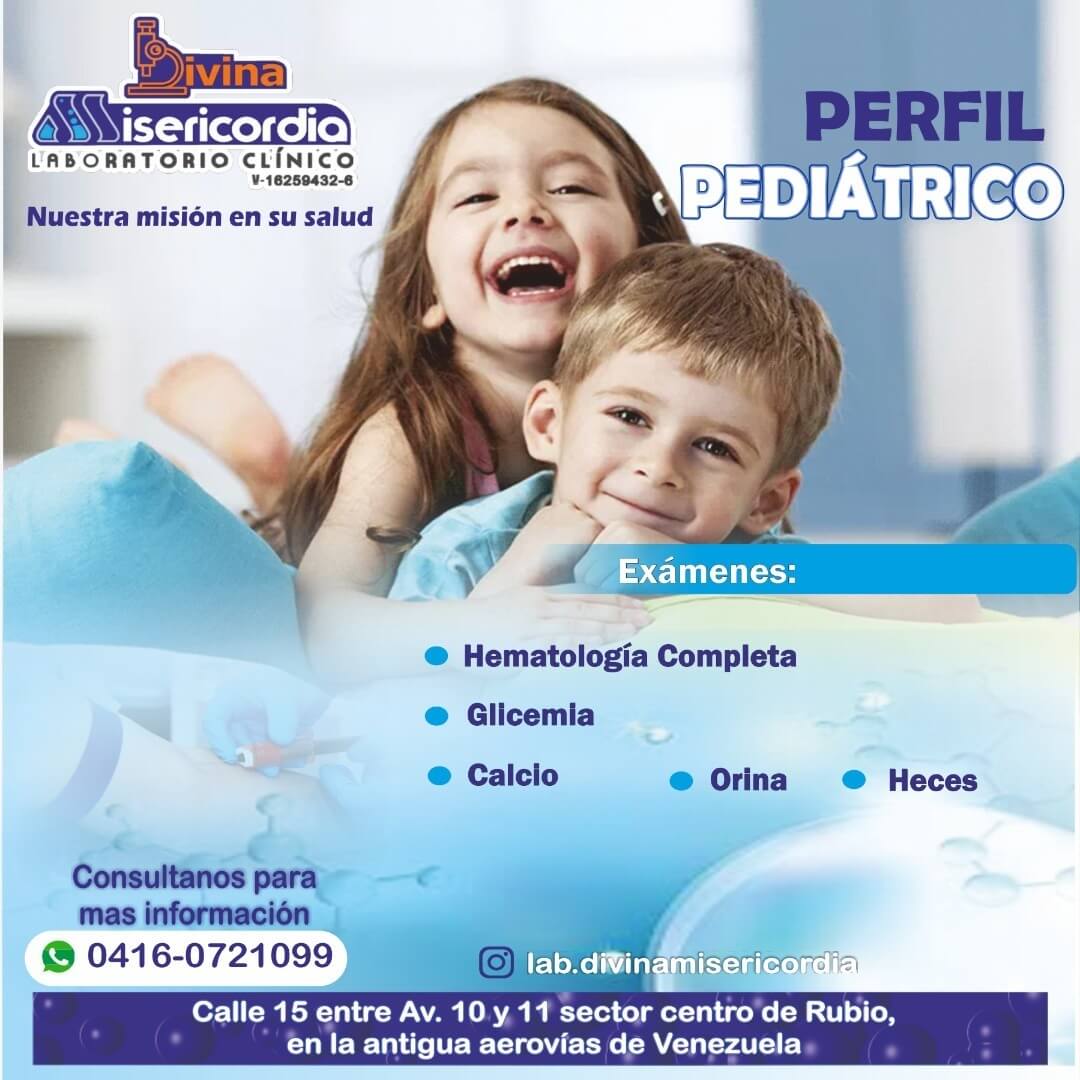 Divina
Misericordia
LABORATORIO CLÍNICO
V-16259432-6
Nuestra misión en su salud
PERFIL
PEDIÁTRICO
Exámenes:
Hematología Completa
Glicemia
Calcio
Orina
Heces
Consultanos para
mas información
0416-0721099
lab.divinamisericordia
Calle 15 entre Av. 10 y 11 sector centro de Rubio,
en la antigua aerovías de Venezuela